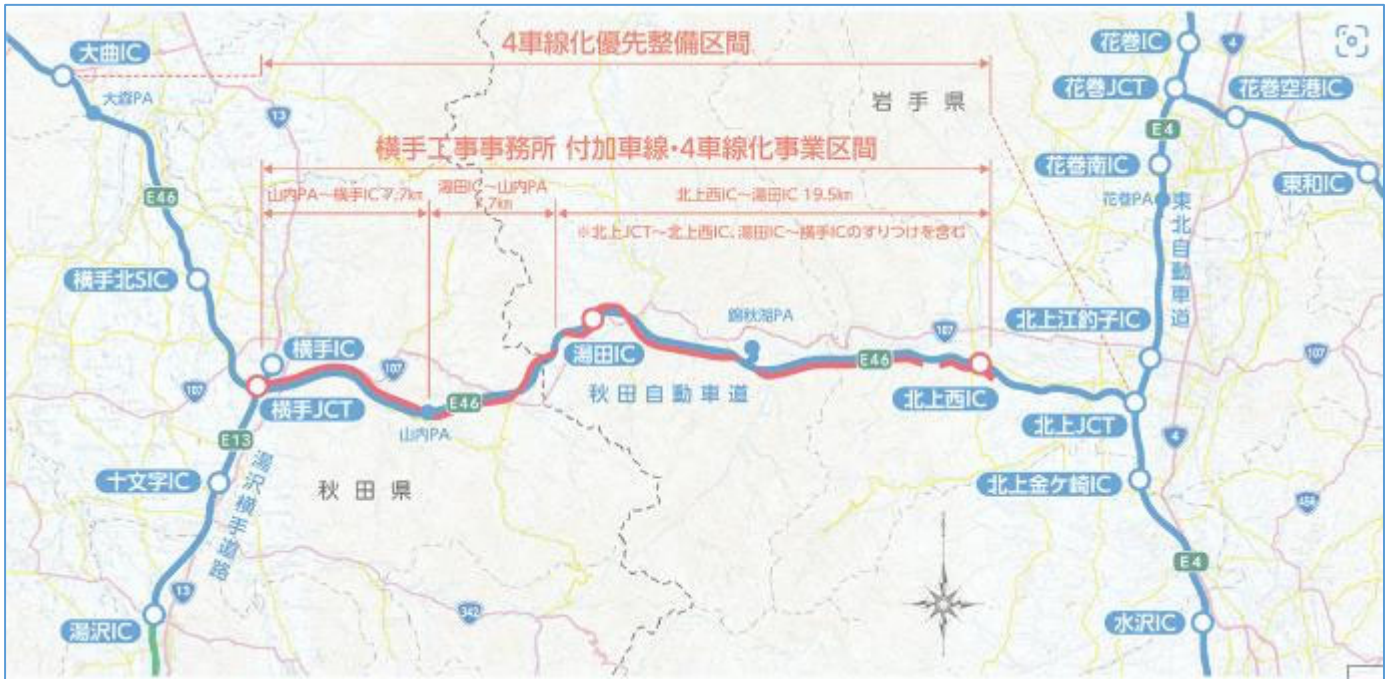 4車線化優先整備区間
岩手県
横手工事事務所 付加車線・4車線化事業区間
山内PA〜横手IC 7.7km
湯田IC〜山内PA
7km
北上西IC〜湯田IC 19.5km
※北上JCT〜北上西IC、湯田IC〜横手ICのすりつけを含む
大曲IC
大森PA
13
E46
横手北SIC
横手IC
107
横手JCT
107
E13
十文字IC
湯沢横手道路
13
湯沢IC
秋田県
山内PA
E46
342
湯田IC
錦秋湖PA
秋田自動車道
E46
107
北上西IC
花巻IC
4
花巻JCT
花巻空港IC
E4
花巻南IC
東和IC
花巻PA
東北自動車道
北上江釣子IC
107
北上JCT
4
北上金ケ崎IC
456
E4
水沢IC